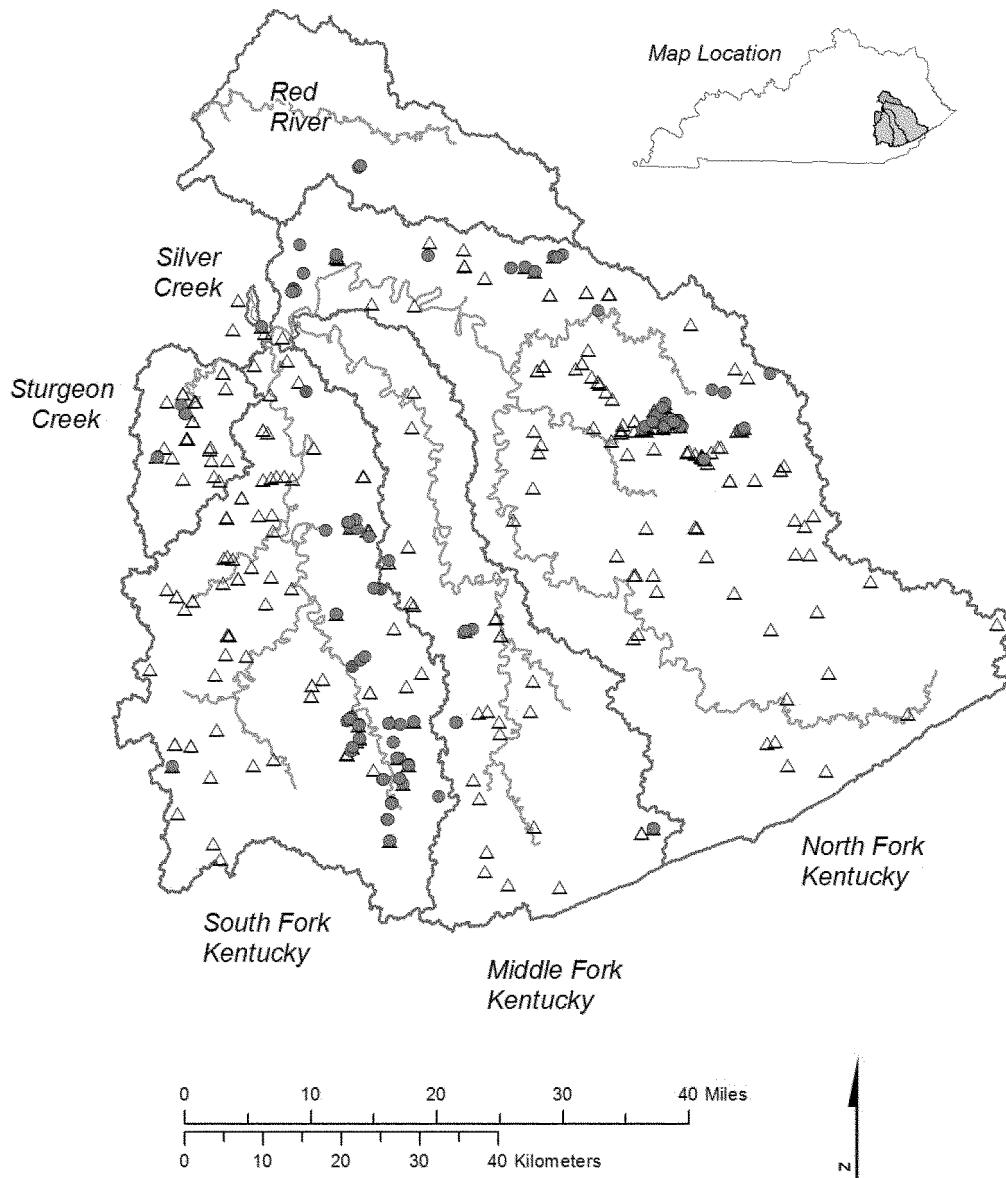 Map Location
Red
River
Silver
Creek
Sturgeon
Creek
North Fork
Kentucky
South Fork
Kentucky
Middle Fork
Kentucky
0 10 20 30 40 Miles
0 10 20 30 40 Kilometers
N